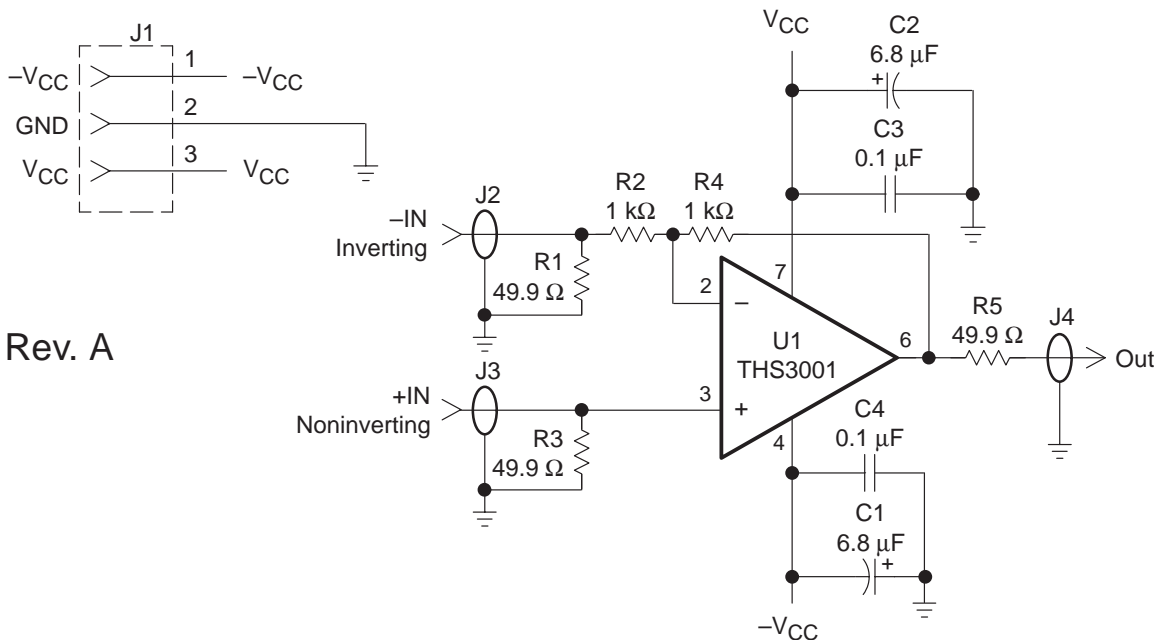 J1
–VCC
1
–VCC
GND
2
VCC
3
VCC
VCC
C2
6.8 µF
+
C3
0.1 µF
J2
–IN
Inverting
R2
1 kΩ
R4
1 kΩ
R1
49.9 Ω
7
2
–
U1
THS3001
6
R5
49.9 Ω
J4
Out
Rev. A
J3
+IN
Noninverting
3
+
R3
49.9 Ω
4
C4
0.1 µF
C1
6.8 µF
+
–VCC